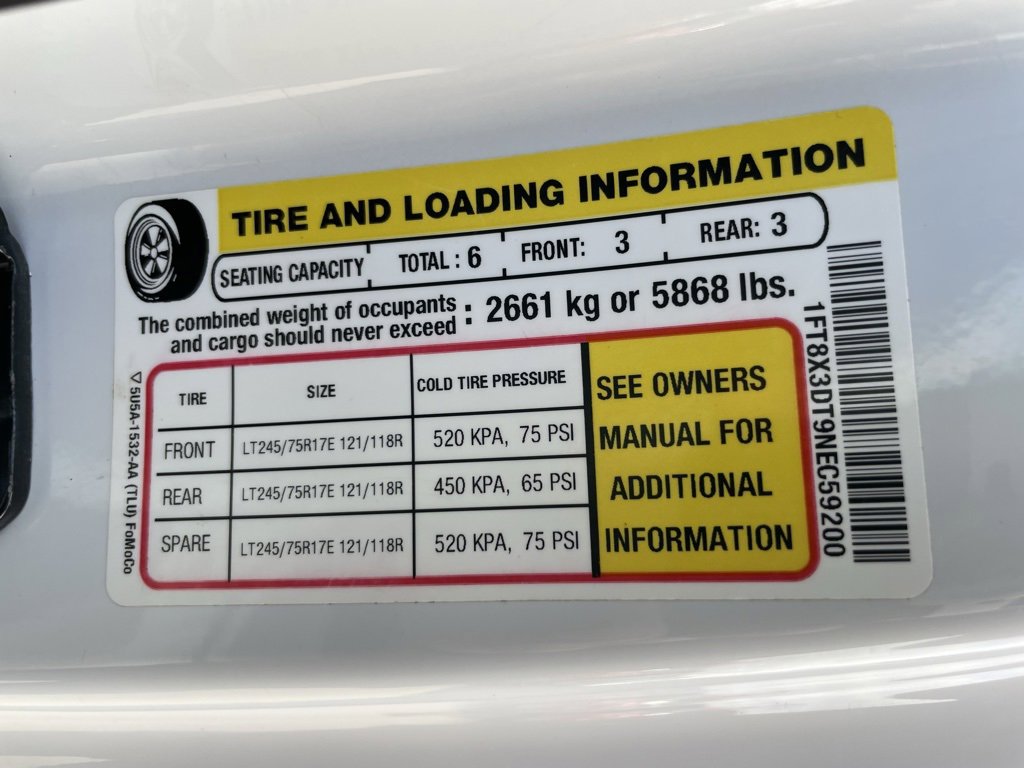 TIRE AND LOADING INFORMATION
SEATING CAPACITY TOTAL : 6 FRONT: 3 REAR: 3
The combined weight of occupants
and cargo should never exceed : 2661 kg or 5868 lbs.
TIRE SIZE COLD TIRE PRESSURE
FRONT LT245/75R17E 121/118R 520 KPA, 75 PSI
REAR LT245/75R17E 121/118R 450 KPA, 65 PSI
SPARE LT245/75R17E 121/118R 520 KPA, 75 PSI
SEE OWNERS
MANUAL FOR
ADDITIONAL
INFORMATION
1FT8X3DT9NEC59200
▽ 5U5A-1532-AA (TLU) FoMoCo